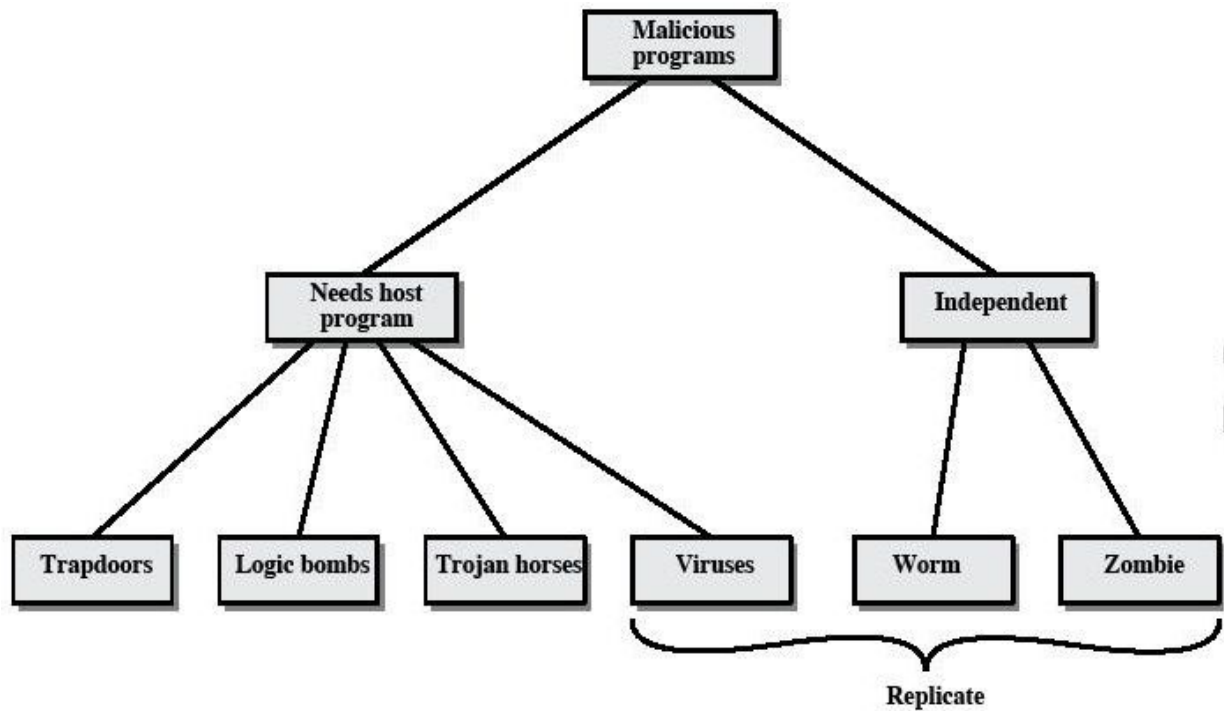 Malicious
programs
Needs host
program
Independent
Trapdoors
Logic bombs
Trojan horses
Viruses
Worm
Zombie
Replicate